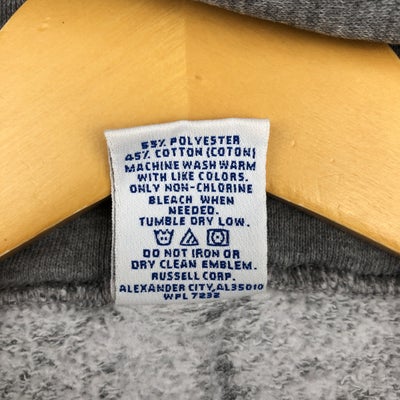 55% POLYESTER
45% COTTON (COTON)
MACHINE WASH WARM
WITH LIKE COLORS.
ONLY NON-CHLORINE
BLEACH WHEN
NEEDED.
TUMBLE DRY LOW.
DO NOT IRON OR
DRY CLEAN EMBLEM.
RUSSELL CORP.
ALEXANDER CITY, AL35010
WPL 7232